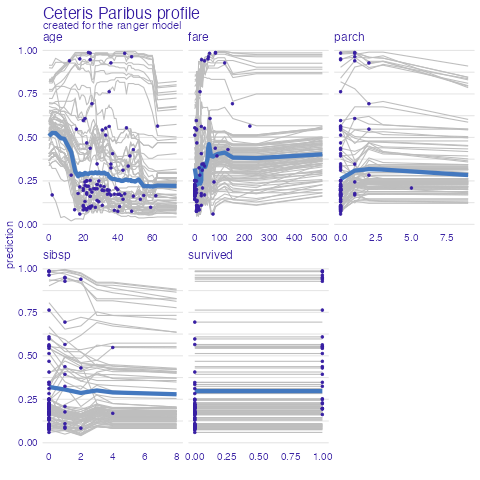 Ceteris Paribus profile
created for the ranger model
age
fare
parch
1.00
0.75
0.50
0.25
0.00
0 20 40 60
0 100 200 300 400 500
0.0 2.5 5.0 7.5
prediction
sibsp
survived
1.00
0.75
0.50
0.25
0.00
0 2 4 6 8
0.00 0.25 0.50 0.75 1.00